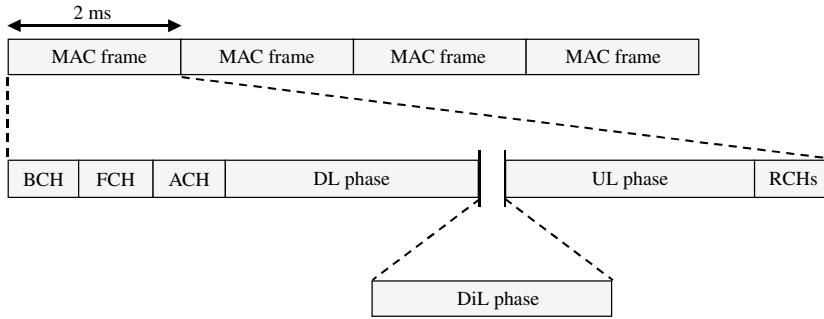 2 ms
MAC frame MAC frame MAC frame MAC frame
BCH FCH ACH DL phase UL phase RCHs
DiL phase